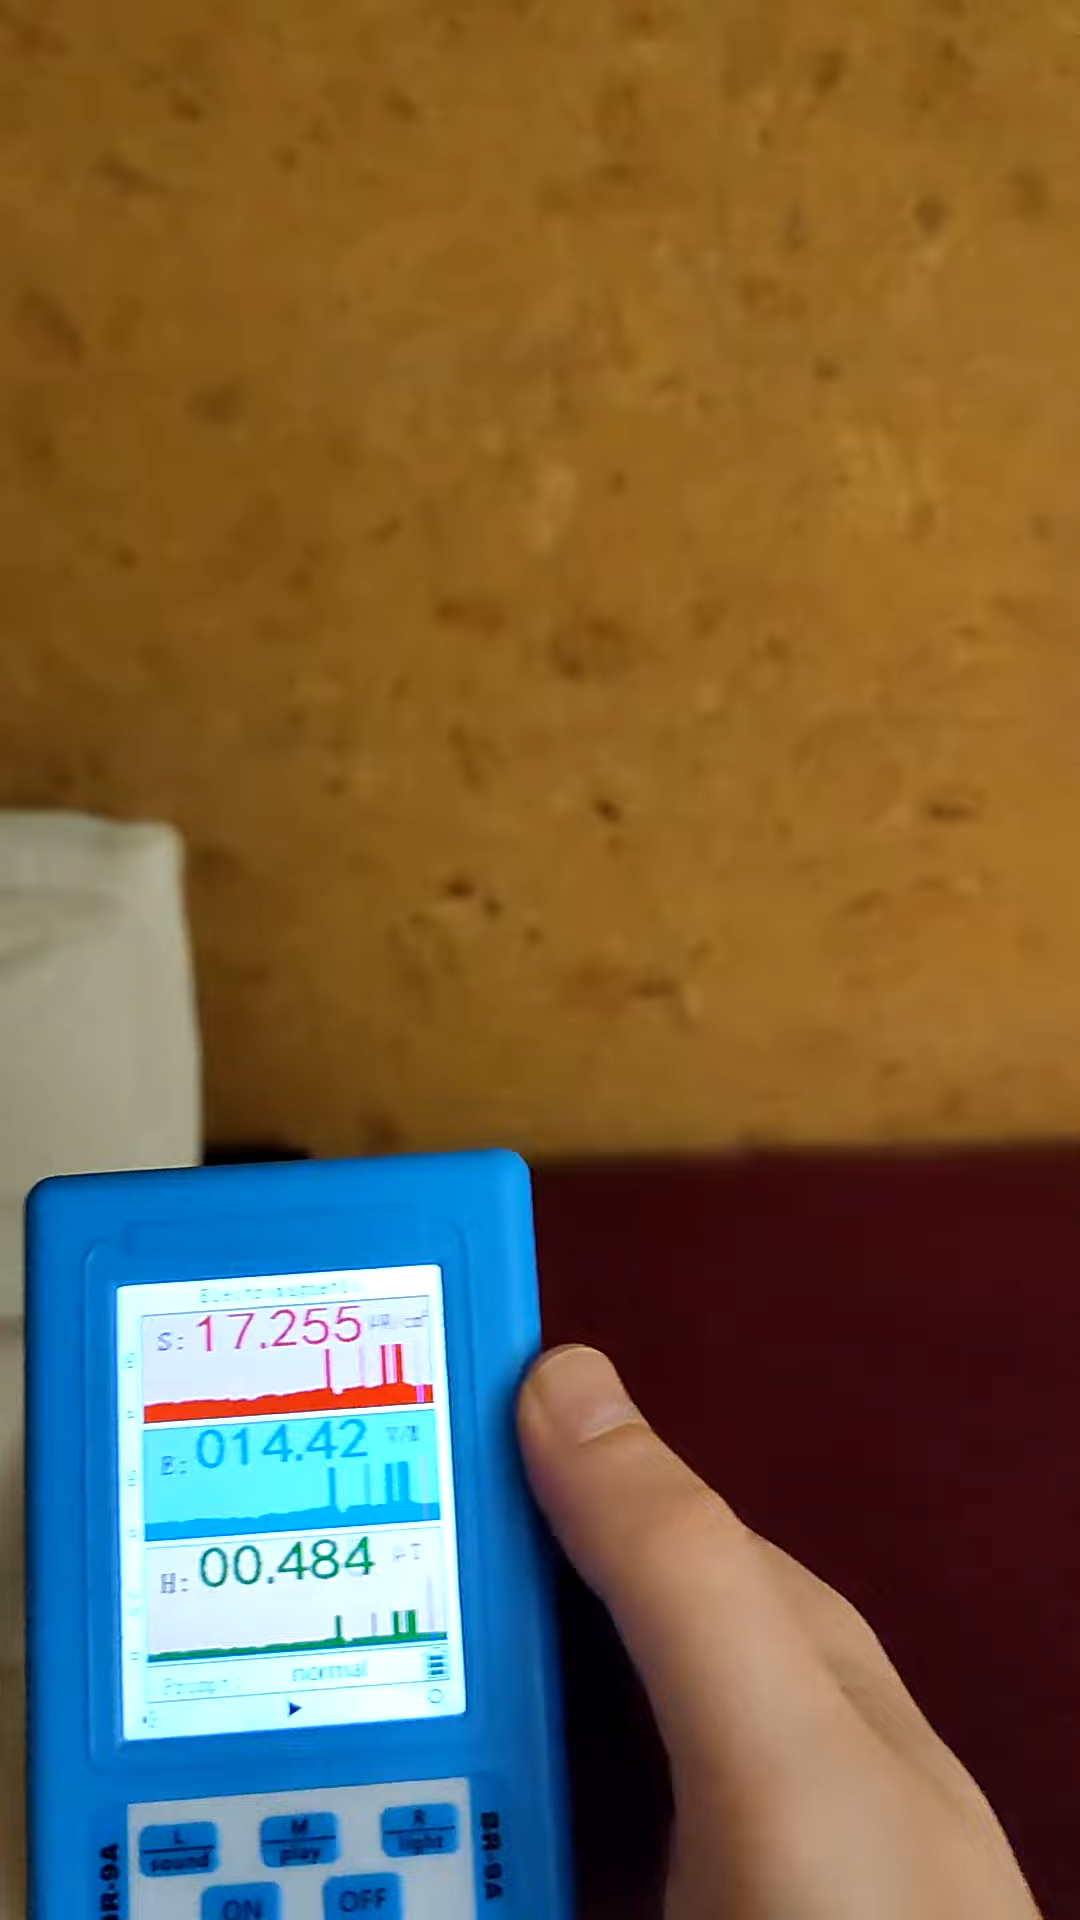 S: 17.255
E: 014.42 V/M
H: 00.484
normal
L M R
sound play light
ON OFF
BR-9A
BR-9A